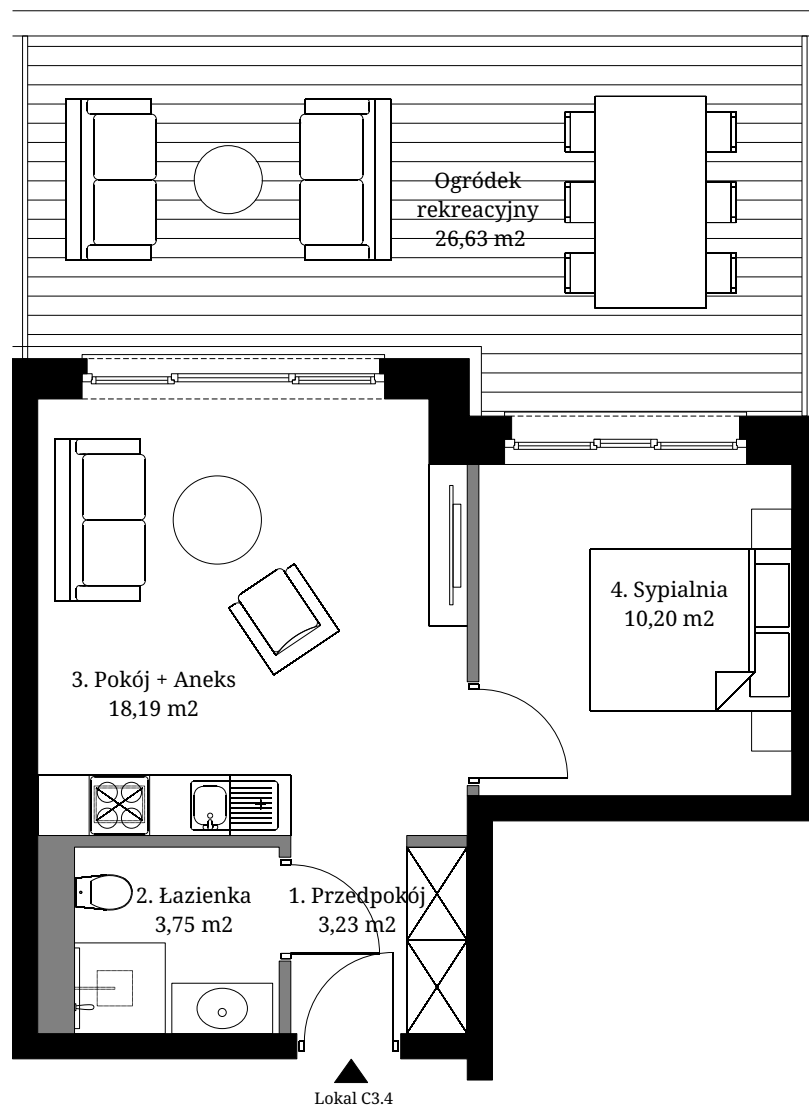 Ogródek
rekreacyjny
26,63 m2
4. Sypialnia
10,20 m2
3. Pokój + Aneks
18,19 m2
2. Łazienka
3,75 m2
1. Przedpokój
3,23 m2
Lokal C3.4